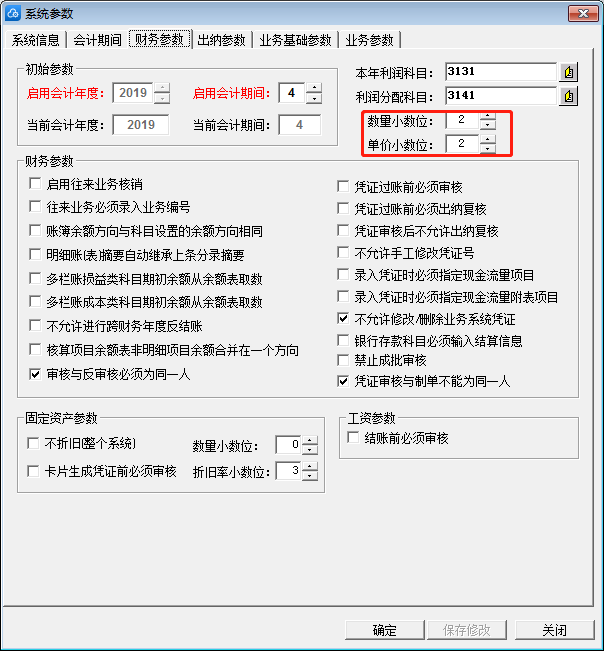 系统参数
系统信息 会计期间 财务参数 出纳参数 业务基础参数 业务参数
初始参数
启用会计年度： 2019 启用会计期间： 4
当前会计年度： 2019 当前会计期间： 4
本年利润科目： 3131
利润分配科目： 3141
数量小数位： 2
单价小数位： 2
财务参数
启用往来业务核销
往来业务必须录入业务编号
账簿余额方向与科目设置的余额方向相同
明细账(表)摘要自动继承上条分录摘要
多栏账损益类科目期初余额从余额表取数
多栏账成本类科目期初余额从余额表取数
不允许进行跨财务年度反结账
核算项目余额表非明细项目余额合并在一个方向
审核与反审核必须为同一人
凭证过账前必须审核
凭证过账前必须出纳复核
凭证审核后不允许出纳复核
不允许手工修改凭证号
录入凭证时必须指定现金流量项目
录入凭证时必须指定现金流量附表项目
不允许修改/删除业务系统凭证
银行存款科目必须输入结算信息
禁止成批审核
凭证审核与制单不能为同一人
固定资产参数
不折旧(整个系统) 数量小数位： 0
卡片生成凭证前必须审核 折旧率小数位： 3
工资参数
结账前必须审核
确定 保存修改 关闭